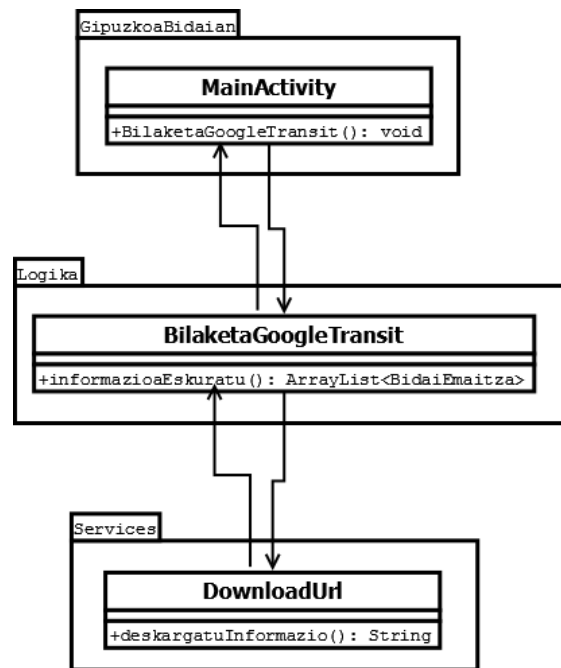 GipuzkoaBidaian
MainActivity
+BilaketaGoogleTransit(): void
Logika
BilaketaGoogleTransit
+informazioaEskuratu(): ArrayList<BidaiEmaitza>
Services
DownloadUrl
+deskargatuInformazio(): String